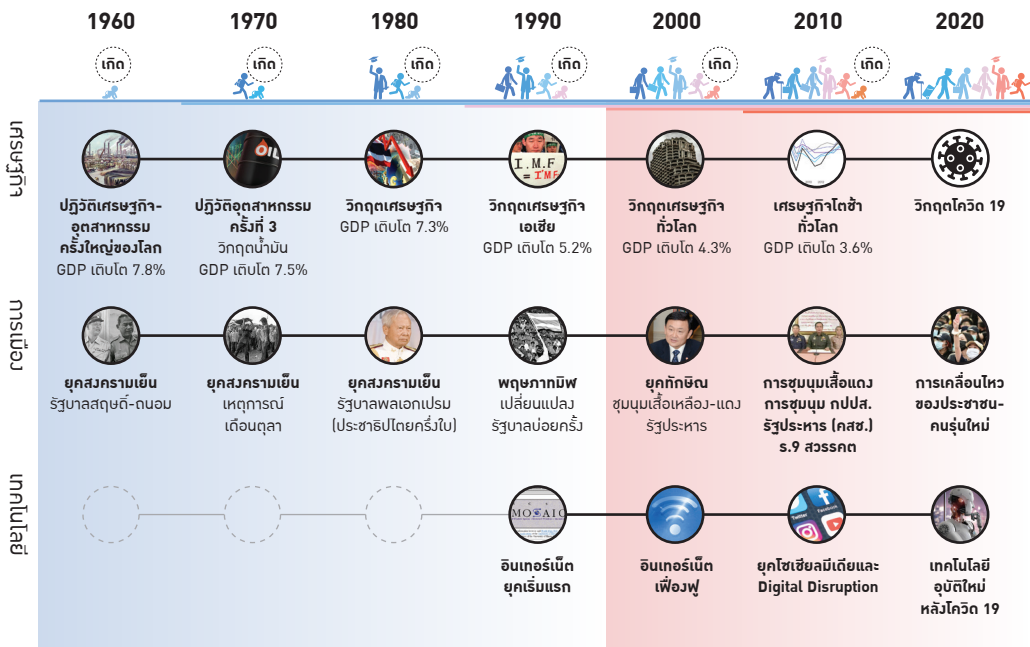 1960
1970
1980
1990
2000
2010
2020
เกิด
เกิด
เกิด
เกิด
เกิด
เกิด
เศรษฐกิจ
OIL
I.M.F
= I'MF
ปฏิวัติเศรษฐกิจ-
อุตสาหกรรม
ครั้งใหญ่ของโลก
GDP เติบโต 7.8%
ปฏิวัติอุตสาหกรรม
ครั้งที่ 3
วิกฤตน้ำมัน
GDP เติบโต 7.5%
วิกฤตเศรษฐกิจ
GDP เติบโต 7.3%
วิกฤตเศรษฐกิจ
เอเชีย
GDP เติบโต 5.2%
วิกฤตเศรษฐกิจ
ทั่วโลก
GDP เติบโต 4.3%
เศรษฐกิจโตช้า
ทั่วโลก
GDP เติบโต 3.6%
วิกฤตโควิด 19
การเมือง
ยุคสงครามเย็น
รัฐบาลสฤษดิ์-ถนอม
ยุคสงครามเย็น
เหตุการณ์
เดือนตุลา
ยุคสงครามเย็น
รัฐบาลพลเอกเปรม
(ประชาธิปไตยครึ่งใบ)
พฤษภาทมิฬ
เปลี่ยนแปลง
รัฐบาลบ่อยครั้ง
ยุคทักษิณ
ชุมนุมเสื้อเหลือง-แดง
รัฐประหาร
การชุมนุมเสื้อแดง
การชุมนุม กปปส.
รัฐประหาร (คสช.)
ร.9 สวรรคต
การเคลื่อนไหว
ของประชาชน-
คนรุ่นใหม่
เทคโนโลยี
MOSAIC
Twitter
Facebook
อินเทอร์เน็ต
ยุคเริ่มแรก
อินเทอร์เน็ต
เฟื่องฟู
ยุคโซเชียลมีเดียและ
Digital Disruption
เทคโนโลยี
อุบัติใหม่
หลังโควิด 19